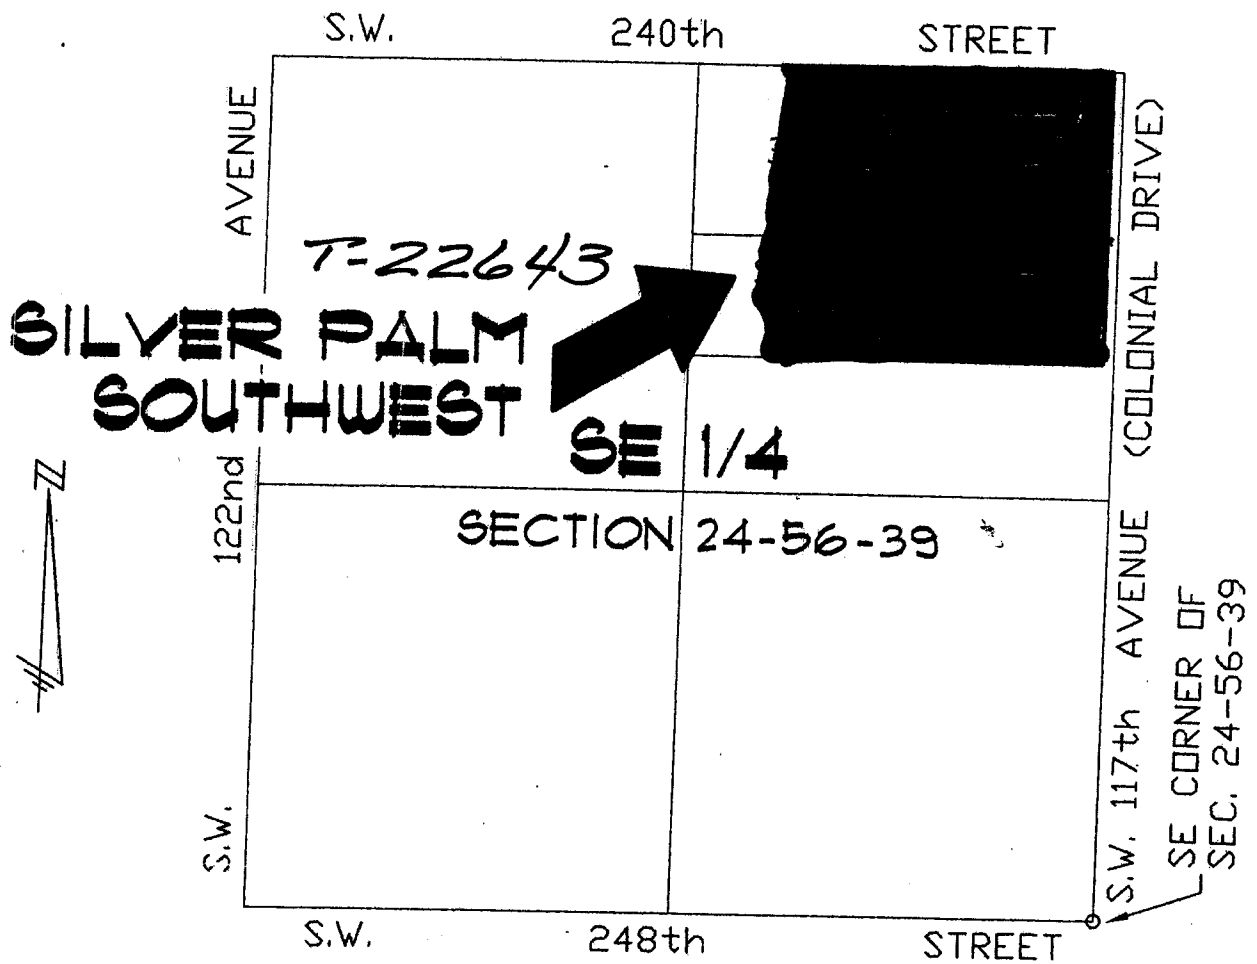 S.W. 240th STREET
AVENUE
(COLONIAL DRIVE)
T-22643
SILVER PALM
SOUTHWEST
SE 1/4
122nd
SECTION 24-56-39
S.W. 117th AVENUE
SE CORNER OF
SEC. 24-56-39
S.W.
S.W. 248th STREET